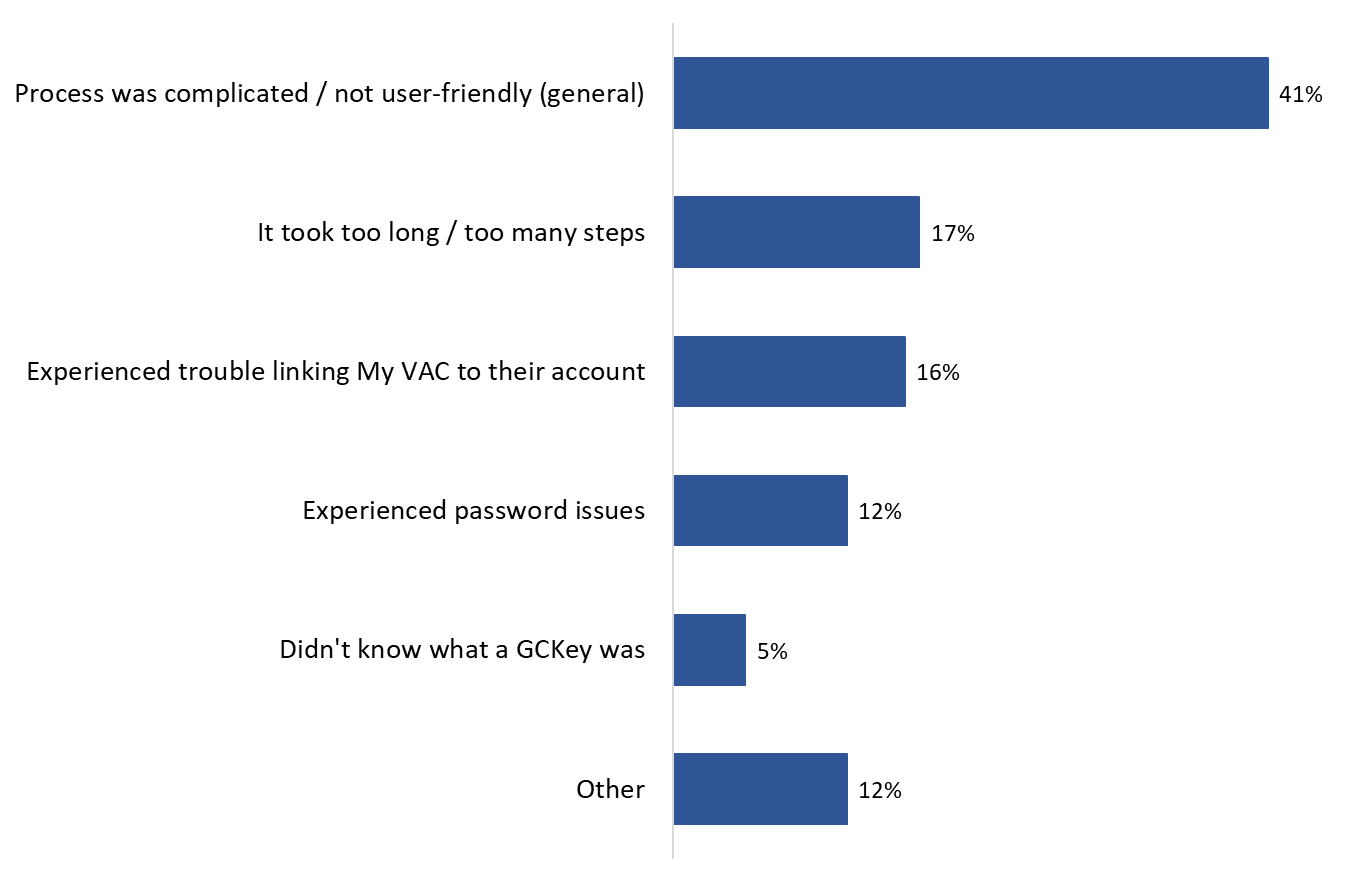 Process was complicated / not user-friendly (general)
41%
It took too long / too many steps
17%
Experienced trouble linking My VAC to their account
16%
Experienced password issues
12%
Didn't know what a GCKey was
5%
Other
12%